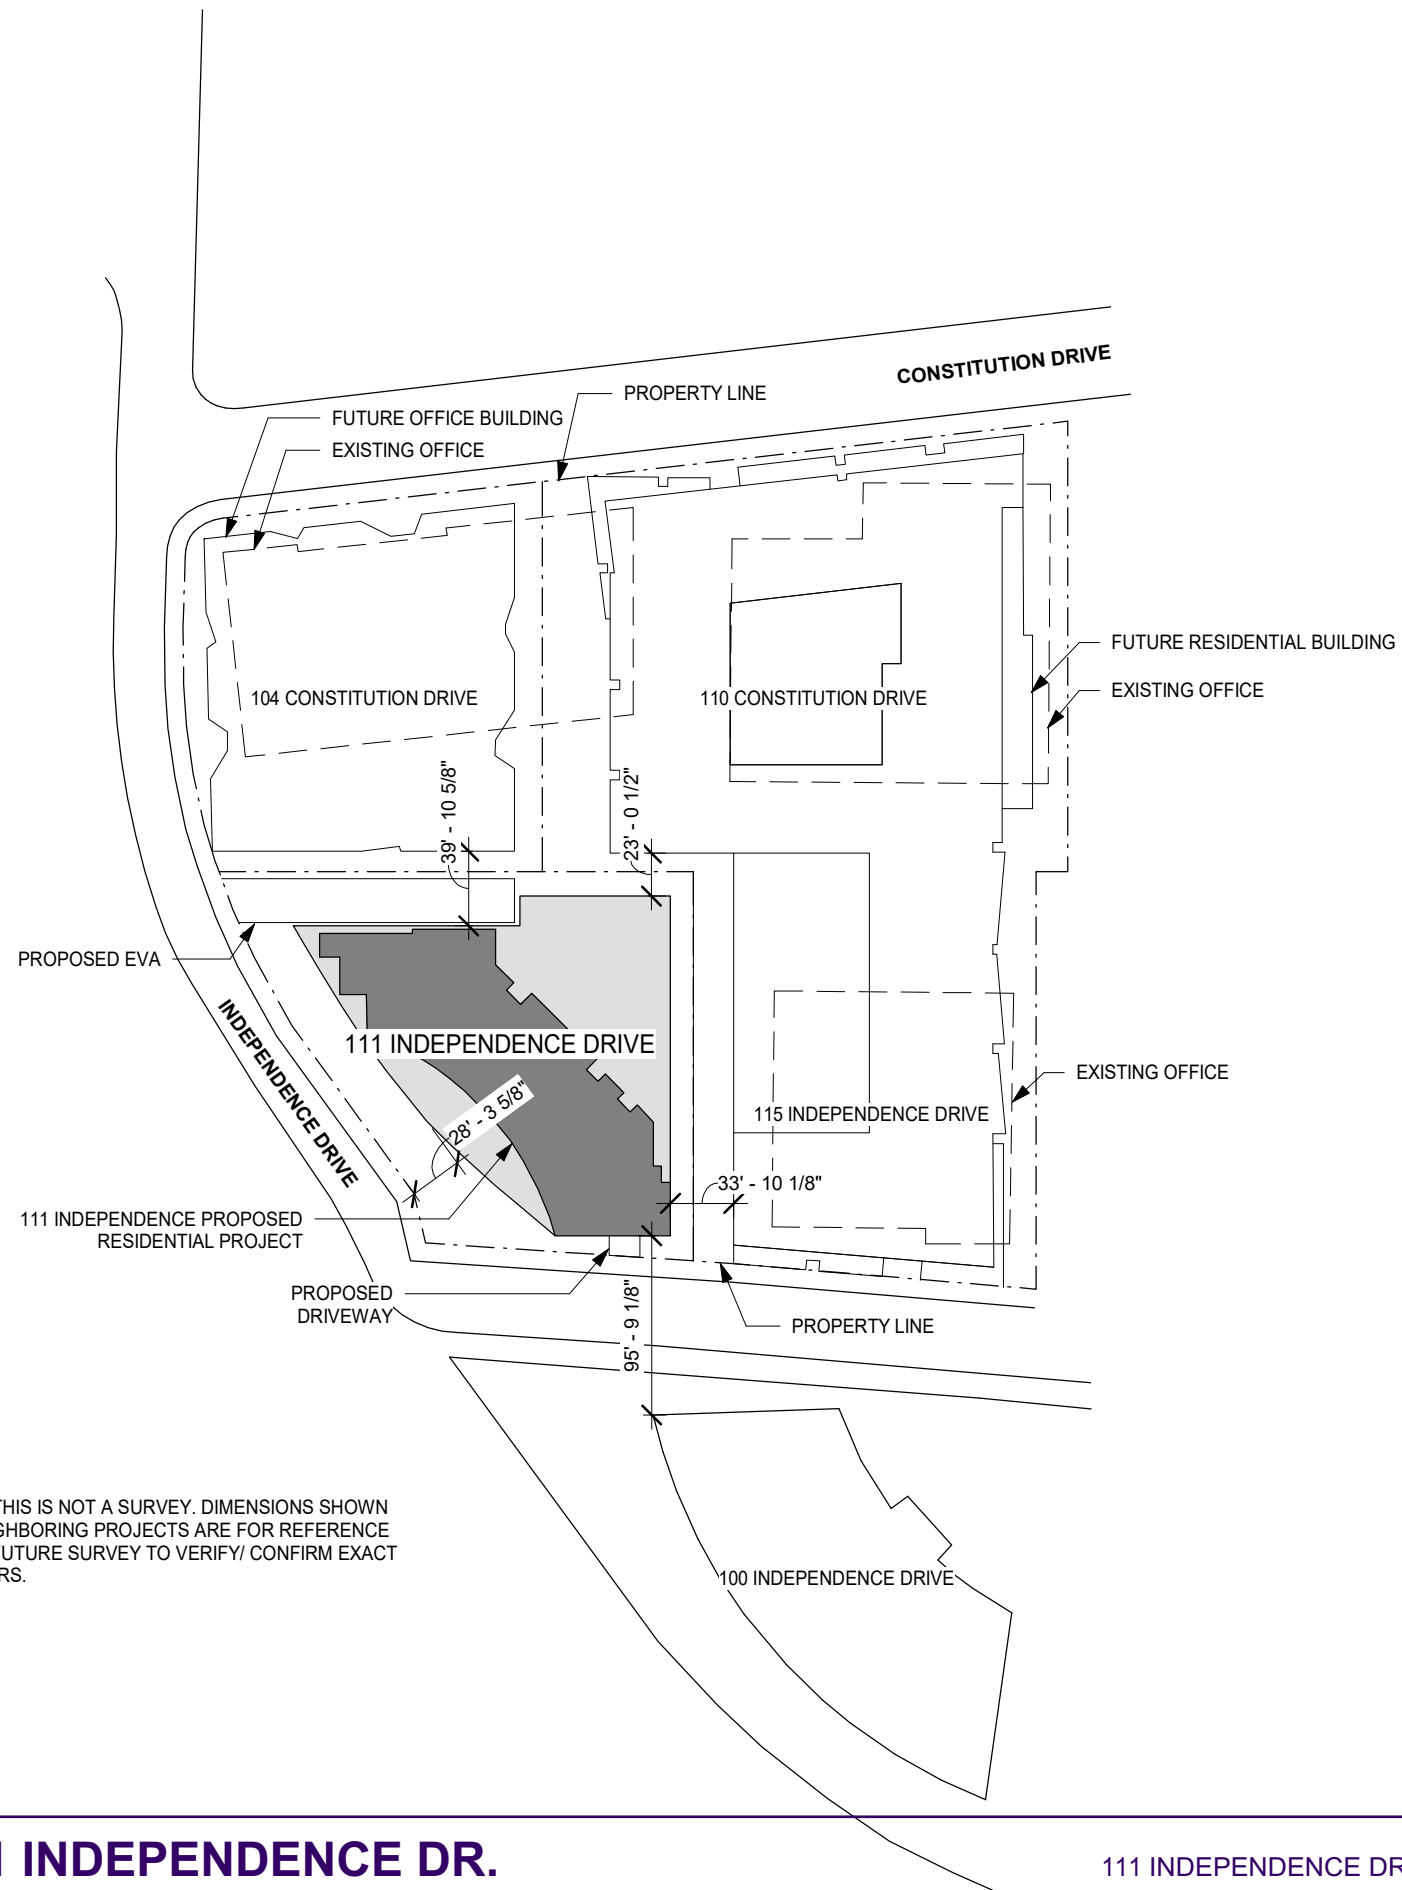 CONSTITUTION DRIVE
PROPERTY LINE
FUTURE OFFICE BUILDING
EXISTING OFFICE
FUTURE RESIDENTIAL BUILDING
EXISTING OFFICE
104 CONSTITUTION DRIVE
110 CONSTITUTION DRIVE
39' - 10 5/8"
23' - 0 1/2"
PROPOSED EVA
INDEPENDENCE DRIVE
111 INDEPENDENCE DRIVE
EXISTING OFFICE
28' - 3 5/8"
115 INDEPENDENCE DRIVE
33' - 10 1/8"
111 INDEPENDENCE PROPOSED
RESIDENTIAL PROJECT
PROPOSED
DRIVEWAY
95' - 9 1/8"
PROPERTY LINE
THIS IS NOT A SURVEY. DIMENSIONS SHOWN
GHBORING PROJECTS ARE FOR REFERENCE
FUTURE SURVEY TO VERIFY/ CONFIRM EXACT
RS.
100 INDEPENDENCE DRIVE
1 INDEPENDENCE DR.
111 INDEPENDENCE DR